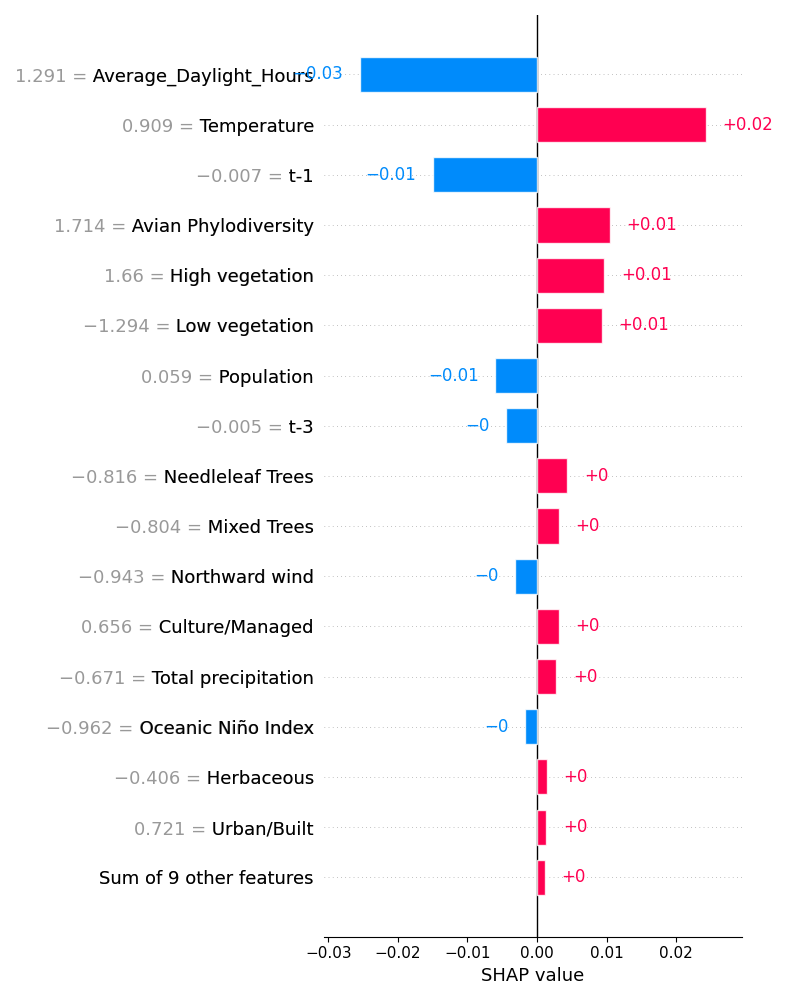 1.291 = Average_Daylight_Hours −0.03
0.909 = Temperature +0.02
−0.007 = t-1 −0.01
1.714 = Avian Phylodiversity +0.01
1.66 = High vegetation +0.01
−1.294 = Low vegetation +0.01
0.059 = Population −0.01
−0.005 = t-3 −0
−0.816 = Needleleaf Trees +0
−0.804 = Mixed Trees +0
−0.943 = Northward wind −0
0.656 = Culture/Managed +0
−0.671 = Total precipitation +0
−0.962 = Oceanic Niño Index −0
−0.406 = Herbaceous +0
0.721 = Urban/Built +0
Sum of 9 other features +0
−0.03 −0.02 −0.01 0.00 0.01 0.02
SHAP value